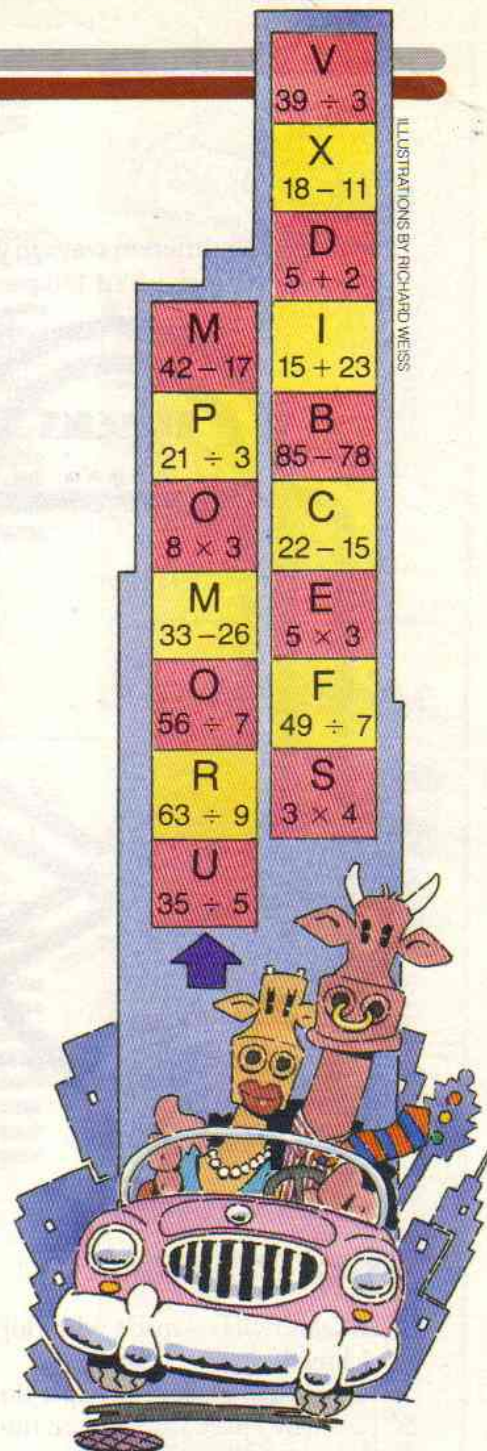 ILLUSTRATIONS BY RICHARD WEISS
M
42 – 17
P
21 ÷ 3
O
8 × 3
M
33 – 26
O
56 ÷ 7
R
63 ÷ 9
U
35 ÷ 5
V
39 ÷ 3
X
18 – 11
D
5 + 2
I
15 + 23
B
85 – 78
C
22 – 15
E
5 × 3
F
49 ÷ 7
S
3 × 4